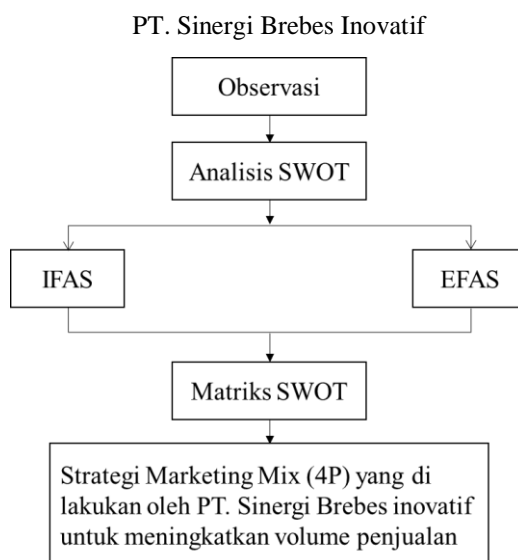 PT. Sinergi Brebes Inovatif
Observasi
Analisis SWOT
IFAS
EFAS
Matriks SWOT
Strategi Marketing Mix (4P) yang di
lakukan oleh PT. Sinergi Brebes inovatif
untuk meningkatkan volume penjualan